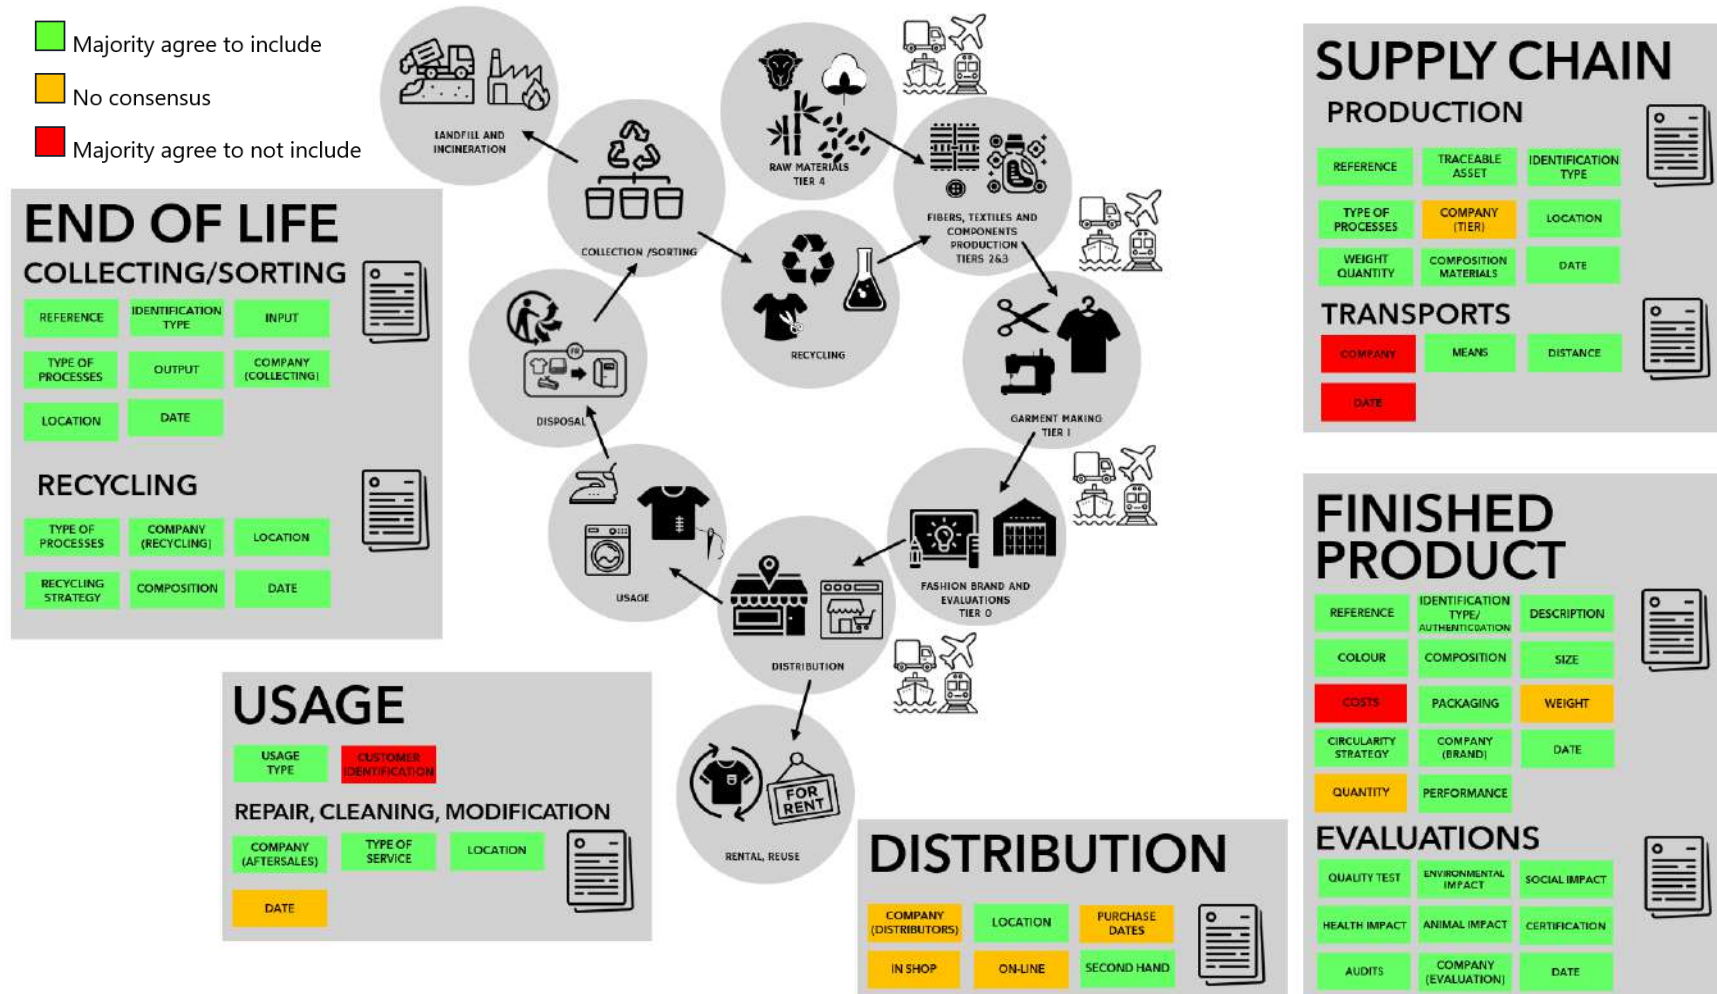 Majority agree to include
No consensus
Majority agree to not include
LANDFILL AND
INCINERATION
COLLECTION /SORTING
RAW MATERIALS
TIER 4
FIBERS, TEXTILES AND
COMPONENTS
PRODUCTION
TIERS 2&3
RECYCLING
GARMENT MAKING
TIER 1
FASHION BRAND AND
EVALUATIONS
TIER 0
DISTRIBUTION
FOR
RENT
RENTAL, REUSE
USAGE
FR
DISPOSAL
END OF LIFE
COLLECTING/SORTING
REFERENCE
IDENTIFICATION
TYPE
INPUT
TYPE OF
PROCESSES
OUTPUT
COMPANY
(COLLECTING)
LOCATION
DATE
RECYCLING
TYPE OF
PROCESSES
COMPANY
(RECYCLING)
LOCATION
RECYCLING
STRATEGY
COMPOSITION
DATE
USAGE
USAGE
TYPE
CUSTOMER
IDENTIFICATION
REPAIR, CLEANING, MODIFICATION
COMPANY
(AFTERSALES)
TYPE OF
SERVICE
LOCATION
DATE
DISTRIBUTION
COMPANY
(DISTRIBUTORS)
LOCATION
PURCHASE
DATES
IN SHOP
ON-LINE
SECOND HAND
SUPPLY CHAIN
PRODUCTION
REFERENCE
TRACEABLE
ASSET
IDENTIFICATION
TYPE
TYPE OF
PROCESSES
COMPANY
(TIER)
LOCATION
WEIGHT
QUANTITY
COMPOSITION
MATERIALS
DATE
TRANSPORTS
COMPANY
MEANS
DISTANCE
DATE
FINISHED
PRODUCT
REFERENCE
IDENTIFICATION
TYPE/
AUTHENTICATION
DESCRIPTION
COLOUR
COMPOSITION
SIZE
COSTS
PACKAGING
WEIGHT
CIRCULARITY
STRATEGY
COMPANY
(BRAND)
DATE
QUANTITY
PERFORMANCE
EVALUATIONS
QUALITY TEST
ENVIRONMENTAL
IMPACT
SOCIAL IMPACT
HEALTH IMPACT
ANIMAL IMPACT
CERTIFICATION
AUDITS
COMPANY
(EVALUATION)
DATE